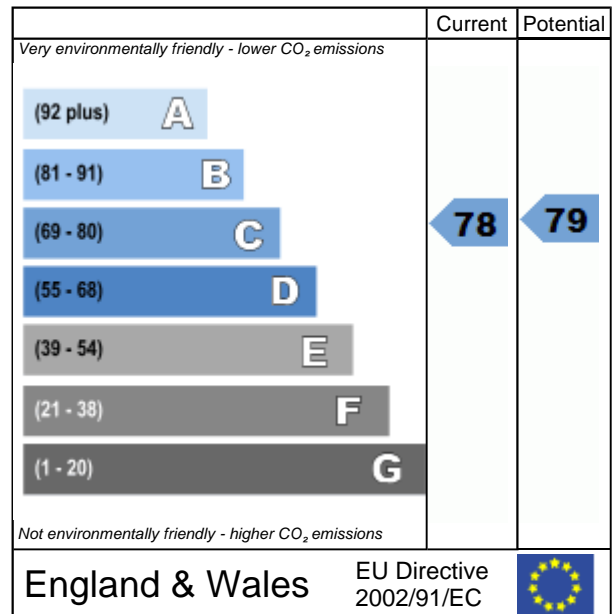 Current Potential
Very environmentally friendly - lower CO₂ emissions
(92 plus) A
(81 - 91) B
(69 - 80) C
78
79
(55 - 68) D
(39 - 54) E
(21 - 38) F
(1 - 20) G
Not environmentally friendly - higher CO₂ emissions
England & Wales
EU Directive
2002/91/EC